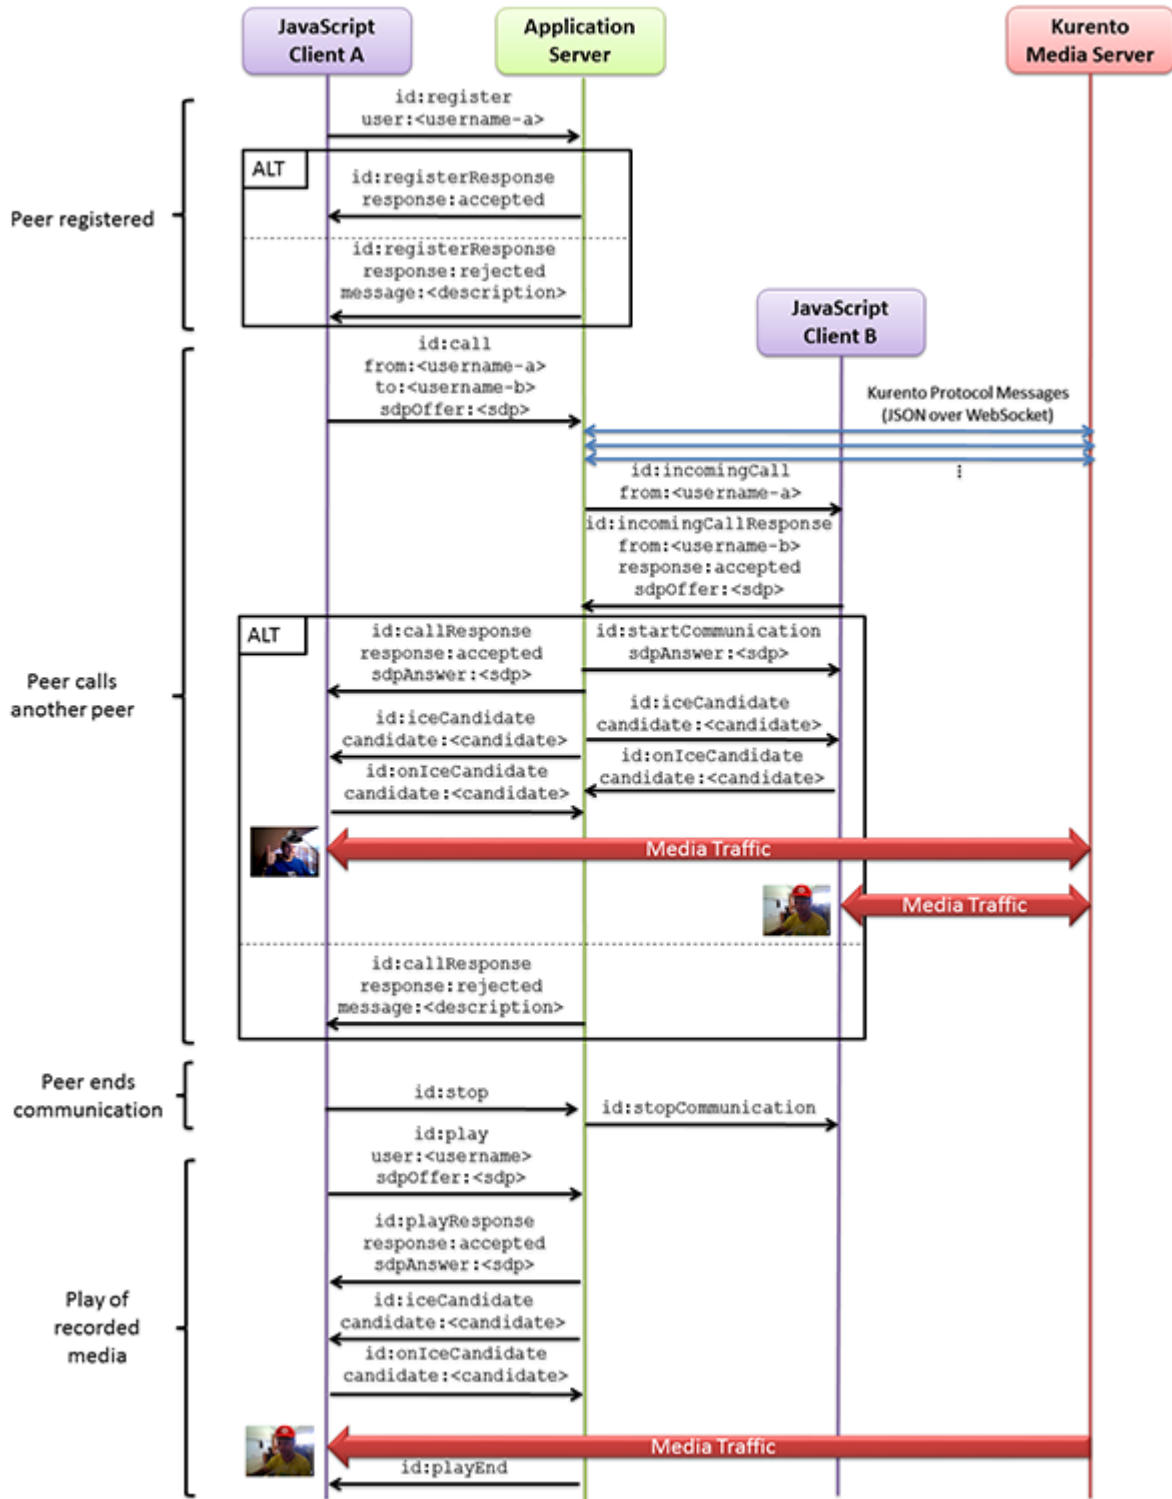 JavaScript
Client A
Application
Server
Kurento
Media Server
id:register
user:<username-a>
ALT
id:registerResponse
response:accepted
Peer registered
id:registerResponse
response:rejected
message:<description>
JavaScript
Client B
id:call
from:<username-a>
to:<username-b>
sdpOffer:<sdp>
Kurento Protocol Messages
(JSON over WebSocket)
...
id:incomingCall
from:<username-a>
id:incomingCallResponse
from:<username-b>
response:accepted
sdpOffer:<sdp>
ALT
id:callResponse
response:accepted
sdpAnswer:<sdp>
id:startCommunication
sdpAnswer:<sdp>
Peer calls
another peer
id:iceCandidate
candidate:<candidate>
id:iceCandidate
candidate:<candidate>
id:onIceCandidate
candidate:<candidate>
id:onIceCandidate
candidate:<candidate>
Media Traffic
Media Traffic
id:callResponse
response:rejected
message:<description>
Peer ends
communication
id:stop
id:stopCommunication
id:play
user:<username>
sdpOffer:<sdp>
id:playResponse
response:accepted
sdpAnswer:<sdp>
Play of
recorded
media
id:iceCandidate
candidate:<candidate>
id:onIceCandidate
candidate:<candidate>
Media Traffic
id:playEnd